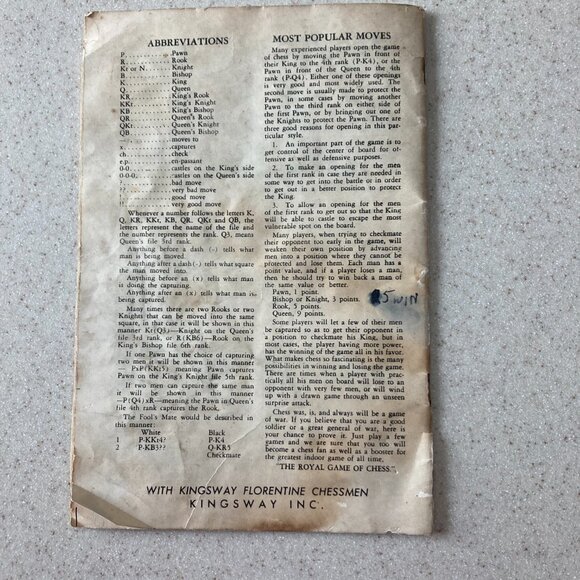 ABBREVIATIONS
P . . . . . . . . . . . . . Pawn
R . . . . . . . . . . . . . Rook
Kt or N . . . . . . . . Knight
B . . . . . . . . . . . . . Bishop
K . . . . . . . . . . . . . King
Q . . . . . . . . . . . . . Queen
KR . . . . . . . . . . . King's Rook
KKt . . . . . . . . . . . King's Knight
KB . . . . . . . . . . . King's Bishop
QR . . . . . . . . . . . Queen's Rook
QKt . . . . . . . . . . Queen's Knight
QB . . . . . . . . . . . Queen's Bishop
- . . . . . . . . . . . . . moves to
x . . . . . . . . . . . . . captures
ch . . . . . . . . . . . . check
ep . . . . . . . . . . . . en-passant
0-0 . . . . . . . . . . . castles on the King's side
0-0-0 . . . . . . . . . castles on the Queen's side
. . . . . . . . . . . . . bad move
. . . . . . . . . . . . . very bad move
. . . . . . . . . . . . . good move
. . . . . . . . . . . . . very good move
Whenever a number follows the letters K,
Q, KR, KKt, KB, QR, QKt and QB, the
letters represent the name of the file and
the number represents the rank. Q3, means
Queen's file 3rd rank.
Anything before a dash (-) tells what
man is being moved.
Anything after a dash (-) tells what square
the man moved into.
Anything before an (x) tells what man
is doing the capturing.
Anything after an (x) tells what man is
being captured.
Many times there are two Rooks or two
Knights that can be moved into the same
square, in that case it will be shown in this
manner Kt(Q3)—Knight on the Queen's
file 3rd rank, or R(KB6)—Rook on the
King's Bishop file 6th rank.
If one Pawn has the choice of capturing
two men it will be shown in this manner
PxP(KKt5) meaning Pawn captures
Pawn on the King's Knight file 5th rank.
If two men can capture the same man
it will be shown in this manner
—P(Q4)xR—meaning the Pawn in Queen's
file 4th rank captures the Rook.
The Fool's Mate would be described in
this manner:
White Black
1 P-KKt4? P-K4
2 P-KB3?? Q-KR5
Checkmate
MOST POPULAR MOVES
Many experienced players open the game
of chess by moving the Pawn in front of
their King to the 4th rank (P-K4), or the
Pawn in front of the Queen to the 4th
rank (P-Q4). Either one of these openings
is very good and most widely used. The
second move is usually made to protect the
Pawn, in some cases by moving another
Pawn to the third rank on either side of
the first Pawn, or by bringing out one of
the Knights to protect the Pawn. There are
three good reasons for opening in this par-
ticular style.
1. An important part of the game is to
get control of the center of board for of-
fensive as well as defensive purposes.
2. To make an opening for the men
of the first rank in case they are needed in
some way to get into the battle or in order
to get out in a better position to protect
the King.
3. To allow an opening of the men
of the first rank to get out so that the King
will be able to castle to escape the most
vulnerable spot on the board.
Many players, when trying to checkmate
their opponent too early in the game, will
weaken their own position by advancing
men into a position where they cannot be
protected and lose them. Each man has a
point value, and if a player loses a man,
then he should try to win back a man of
the same value or better.
Pawn, 1 point.
Bishop or Knight, 3 points.
Rook, 5 points.
Queen, 9 points.
5 WIN
Some players will let a few of their men
be captured so as to get their opponent in
a position to checkmate his King, but in
most cases, the player having more power,
has the winning of the game all in his favor.
What makes chess so fascinating is the many
possibilities in winning and losing the game.
There are times when a player with prac-
tically all his men on board will lose to an
opponent with very few men, or will wind
up with a drawn game through an unseen
surprise attack.
Chess was, is, and always will be a game
of war. If you believe that you are a good
soldier or a great general of war, here is
your chance to prove it. Just play a few
games and we are sure that you too will
become a chess fan as well as a booster for
the greatest indoor game of all time,
"THE ROYAL GAME OF CHESS."
WITH KINGSWAY FLORENTINE CHESSMEN
KINGSWAY INC.